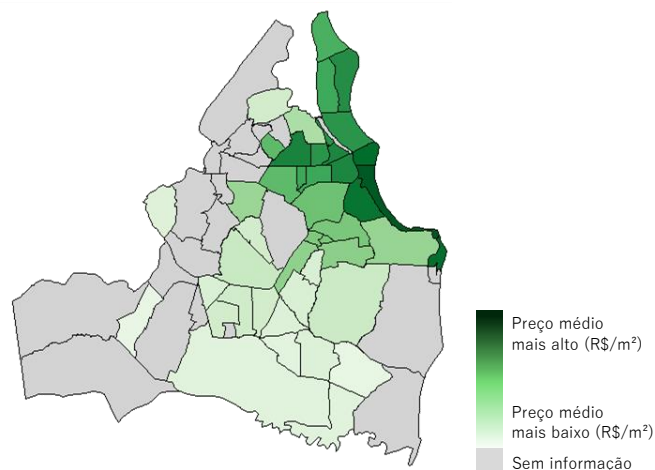 Preço médio
mais alto (R$/m²)
Preço médio
mais baixo (R$/m²)
Sem informação